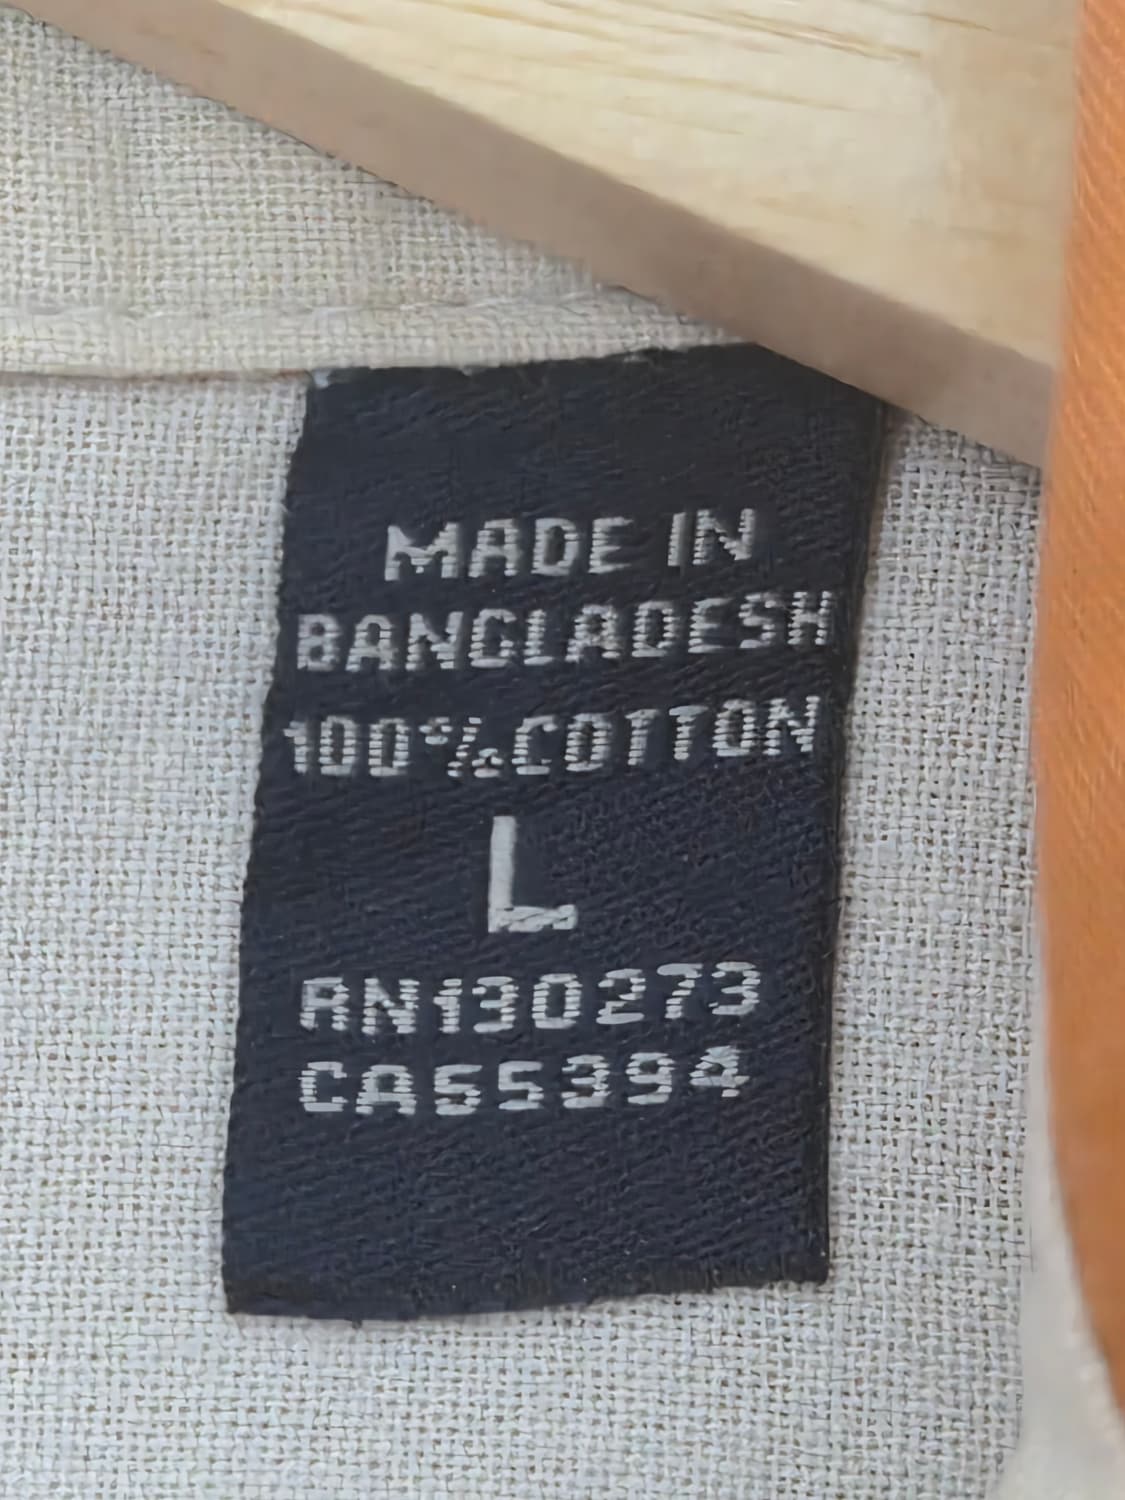 MADE IN
BANGLADESH
100%COTTON
L
RN130273
CA55394